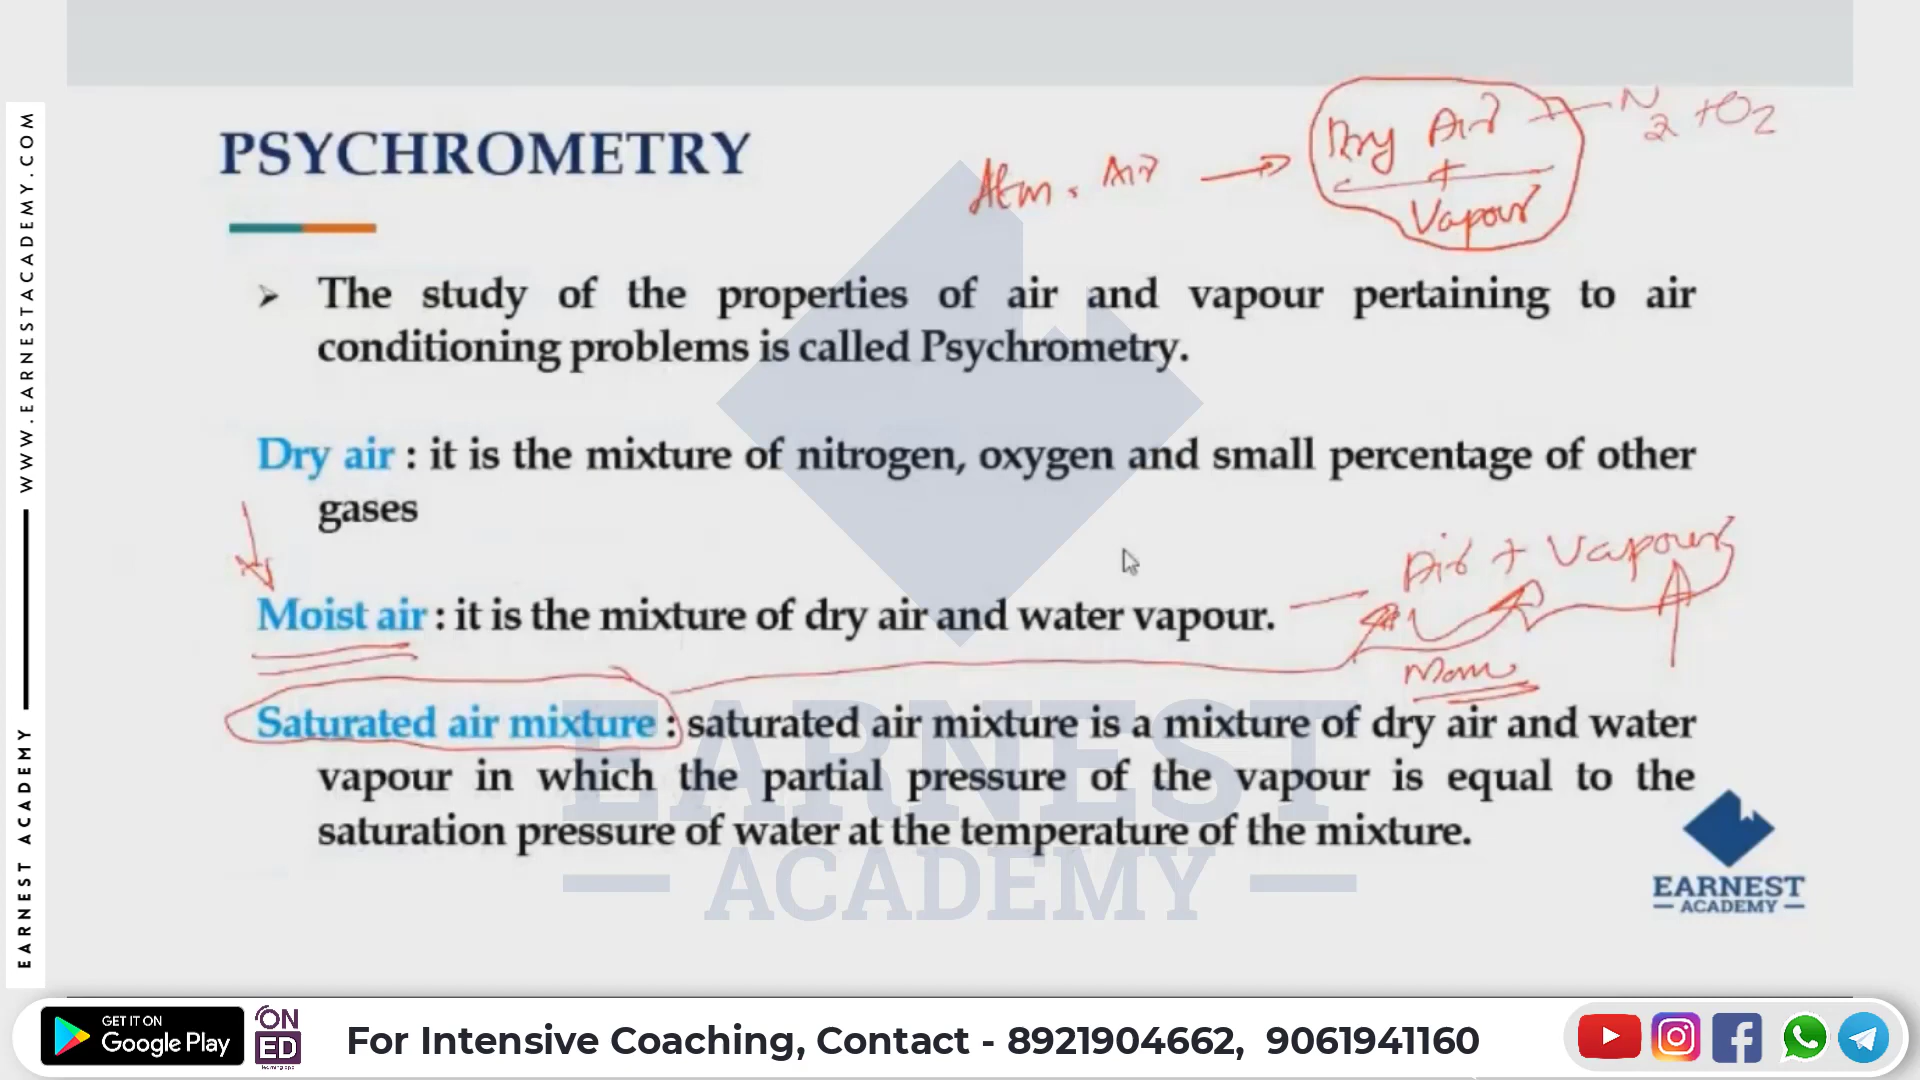 PSYCHROMETRY
Atm. Air → Dry Air — N2 + O2
+
Vapour
➢ The study of the properties of air and vapour pertaining to air
conditioning problems is called Psychrometry.
Dry air : it is the mixture of nitrogen, oxygen and small percentage of other
gases
Air + Vapour
Moist air : it is the mixture of dry air and water vapour.
Saturated air mixture : saturated air mixture is a mixture of dry air and water
vapour in which the partial pressure of the vapour is equal to the
saturation pressure of water at the temperature of the mixture.
EARNEST
ACADEMY
EARNEST
ACADEMY
EARNEST ACADEMY WWW.EARNESTACADEMY.COM
GET IT ON
Google Play
ON
ED
For Intensive Coaching, Contact - 8921904662, 9061941160